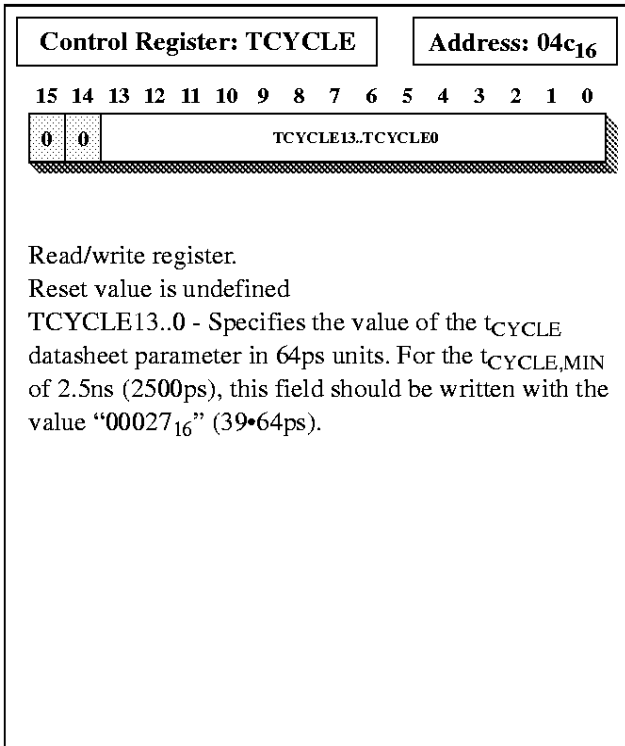 Control Register: TCYCLE
Address: 04c16
15 14 13 12 11 10 9 8 7 6 5 4 3 2 1 0
0 0 TCYCLE13..TCYCLE0
Read/write register.
Reset value is undefined
TCYCLE13..0 - Specifies the value of the tCYCLE
datasheet parameter in 64ps units. For the tCYCLE,MIN
of 2.5ns (2500ps), this field should be written with the
value “0002716” (39•64ps).